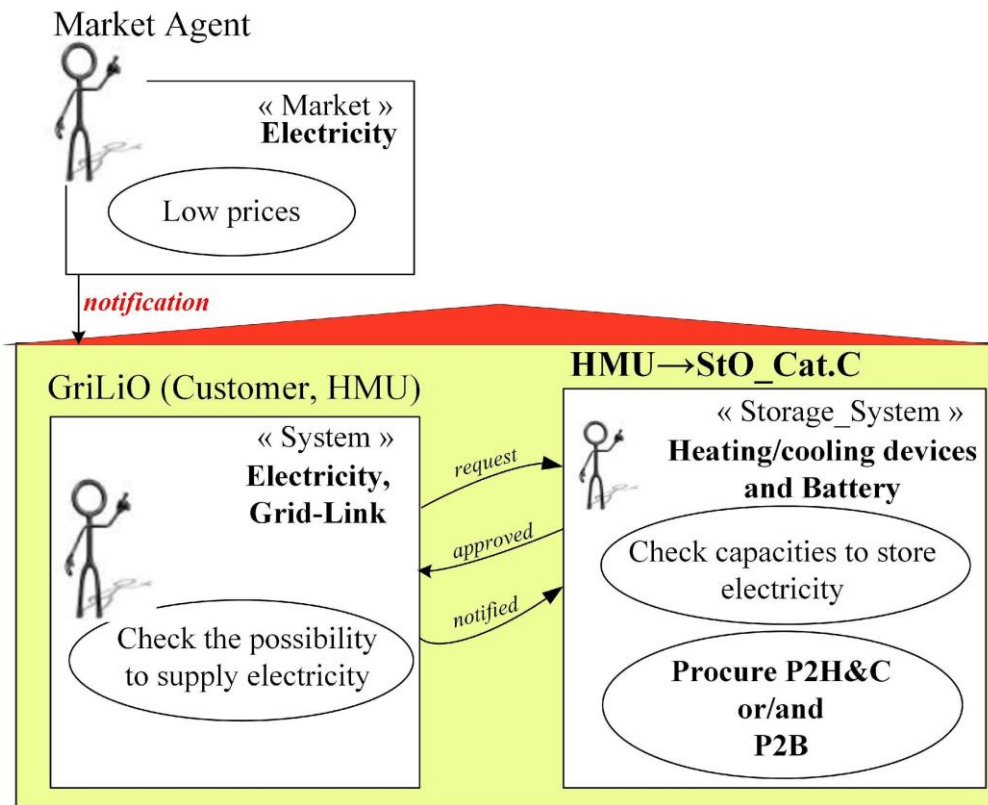 Market Agent
« Market »
Electricity
Low prices
notification
GriLiO (Customer, HMU)
« System »
Electricity,
Grid-Link
Check the possibility
to supply electricity
request
approved
notified
HMU→StO_Cat.C
« Storage_System »
Heating/cooling devices
and Battery
Check capacities to store
electricity
Procure P2H&C
or/and
P2B